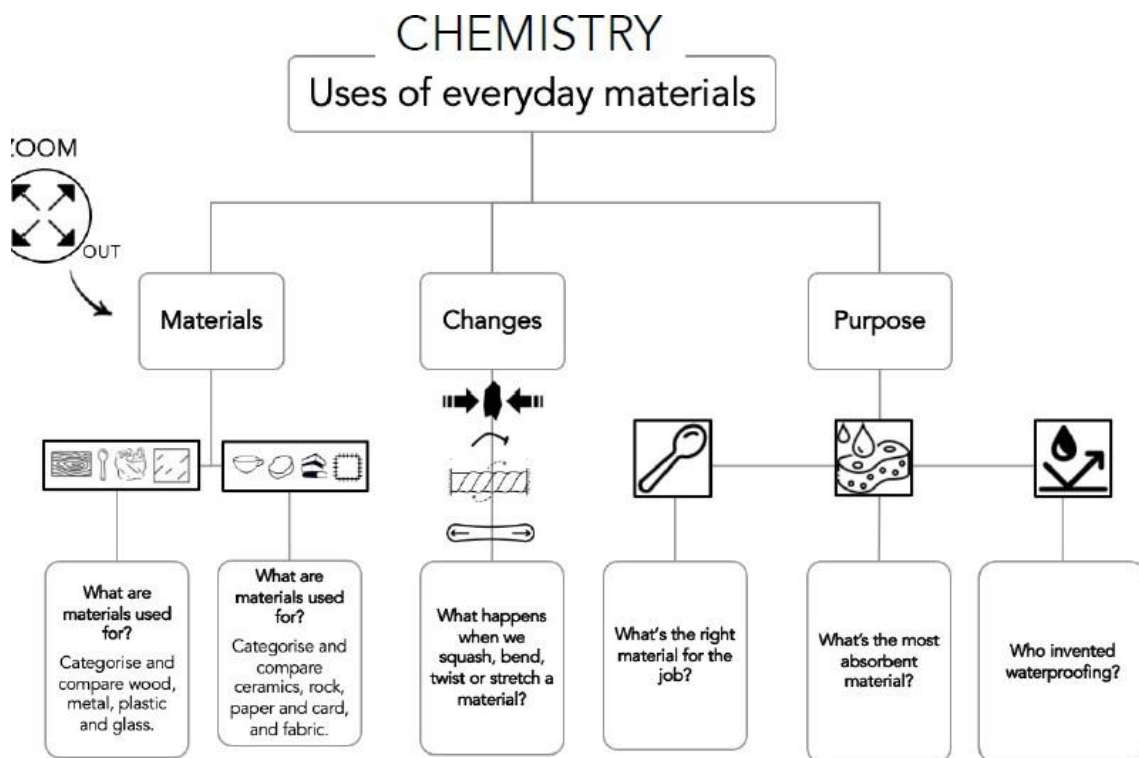 CHEMISTRY
Uses of everyday materials
ZOOM
OUT
Materials
Changes
Purpose
What are
materials used
for?
Categorise and
compare wood,
metal, plastic
and glass.
What are
materials used
for?
Categorise and
compare
ceramics, rock,
paper and card,
and fabric.
What happens
when we
squash, bend,
twist or stretch a
material?
What's the right
material for the
job?
What's the most
absorbent
material?
Who invented
waterproofing?